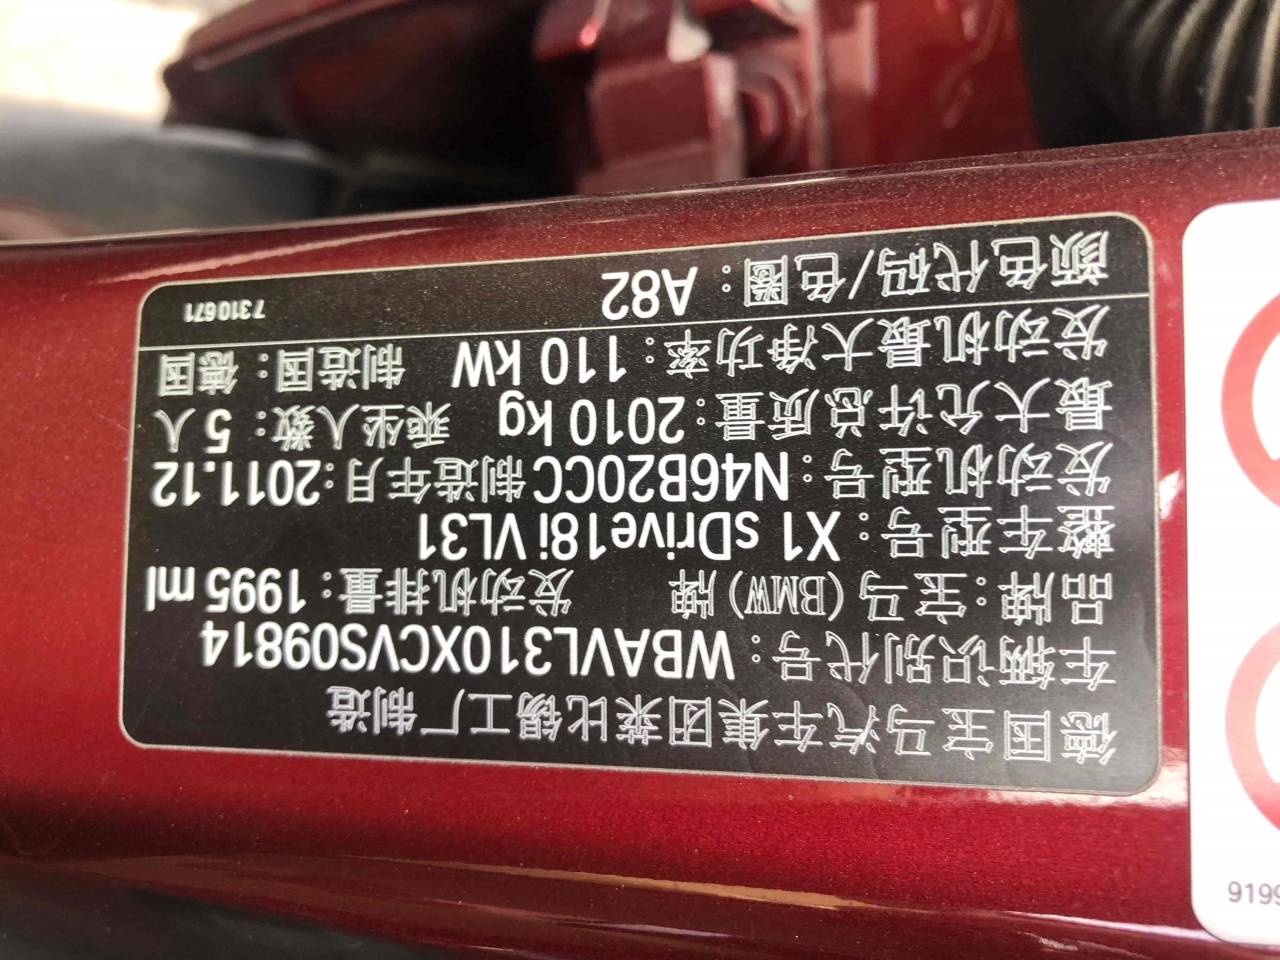 德国宝马汽车集团莱比锡工厂制造
车辆识别代号：WBAVL310XCVS09814
品牌：宝马(BMW)牌 发动机排量：1995 ml
整车型号：X1 sDrive18i VL31
发动机型号：N46B20CC 制造年月：2011.12
最大允许总质量：2010 kg 乘坐人数：5人
发动机最大净功率：110 kW 制造国：德国
颜色代码/色圈：A82 7310671
9199